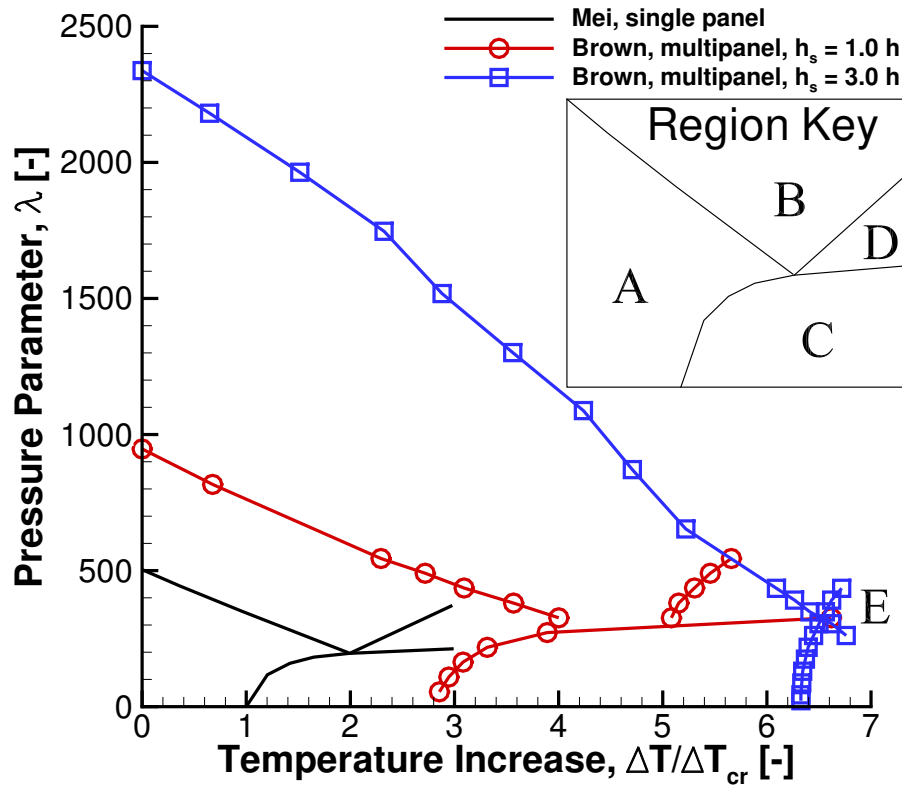 Mei, single panel
Brown, multipanel, hₛ = 1.0 h
Brown, multipanel, hₛ = 3.0 h
Region Key
A
B
C
D
E
Pressure Parameter, λ [-]
2500
2000
1500
1000
500
0
0 1 2 3 4 5 6 7
Temperature Increase, ΔT/ΔT_cr [-]